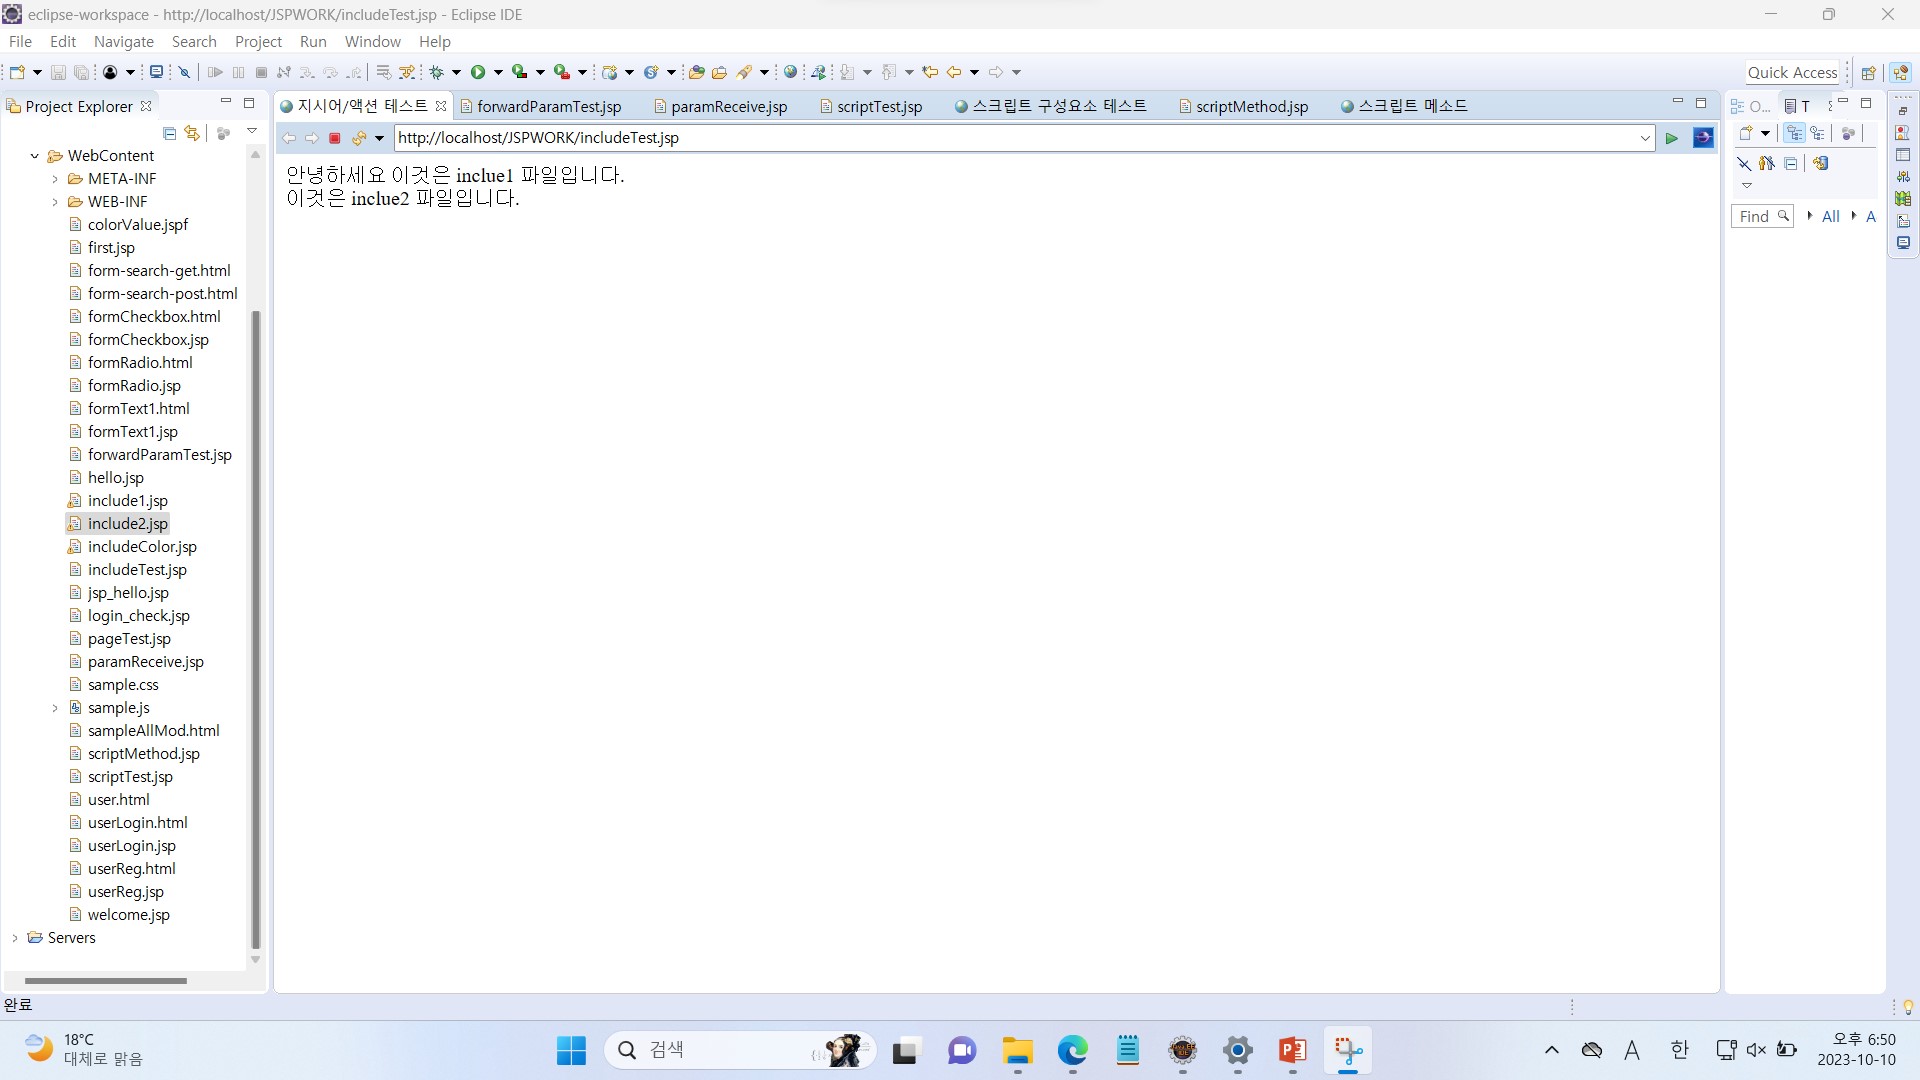 eclipse-workspace - http://localhost/JSPWORK/includeTest.jsp - Eclipse IDE
File Edit Navigate Search Project Run Window Help
Quick Access
Project Explorer
지시어/액션 테스트 forwardParamTest.jsp paramReceive.jsp scriptTest.jsp 스크립트 구성요소 테스트 scriptMethod.jsp 스크립트 메소드
O... T
http://localhost/JSPWORK/includeTest.jsp
안녕하세요 이것은 inclue1 파일입니다.
이것은 inclue2 파일입니다.
WebContent
META-INF
WEB-INF
colorValue.jspf
first.jsp
form-search-get.html
form-search-post.html
formCheckbox.html
formCheckbox.jsp
formRadio.html
formRadio.jsp
formText1.html
formText1.jsp
forwardParamTest.jsp
hello.jsp
include1.jsp
include2.jsp
includeColor.jsp
includeTest.jsp
jsp_hello.jsp
login_check.jsp
pageTest.jsp
paramReceive.jsp
sample.css
sample.js
sampleAllMod.html
scriptMethod.jsp
scriptTest.jsp
user.html
userLogin.html
userLogin.jsp
userReg.html
userReg.jsp
welcome.jsp
Servers
Find All A
완료
18°C
대체로 맑음
검색
A 한
오후 6:50
2023-10-10